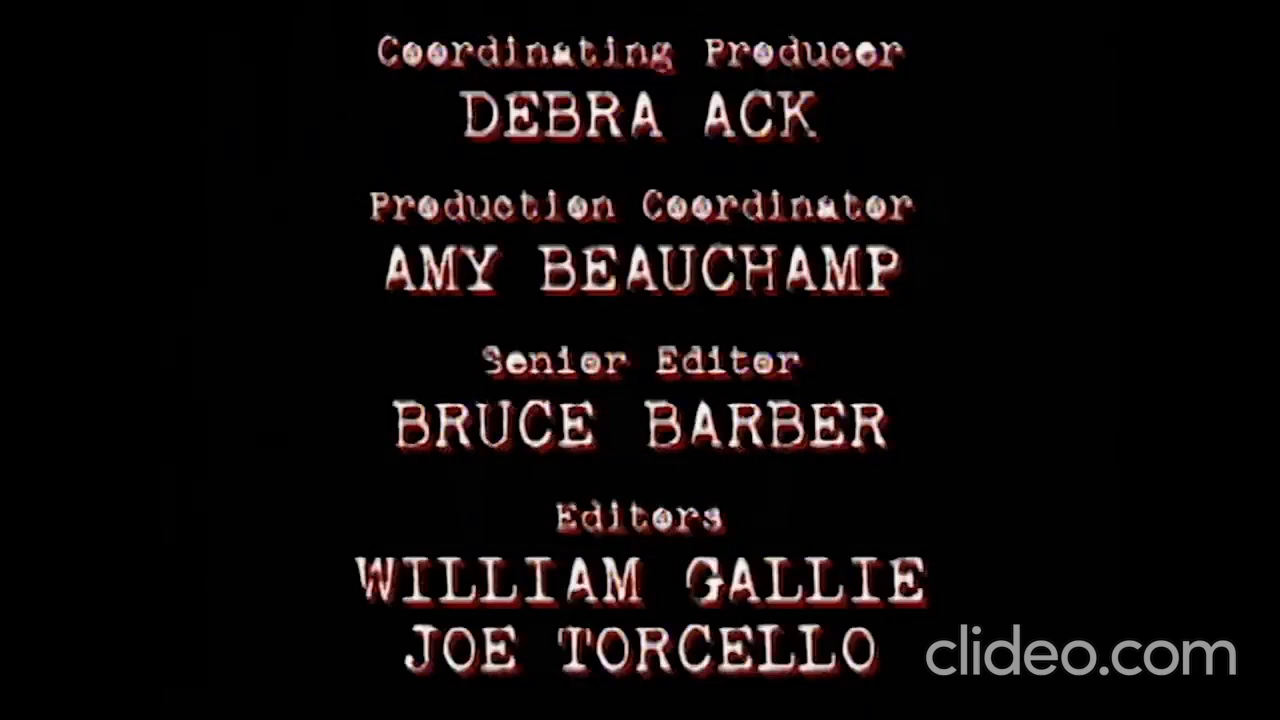 Coordinating Producer
DEBRA ACK
Production Coordinator
AMY BEAUCHAMP
Senior Editor
BRUCE BARBER
Editors
WILLIAM GALLIE
JOE TORCELLO
clideo.com